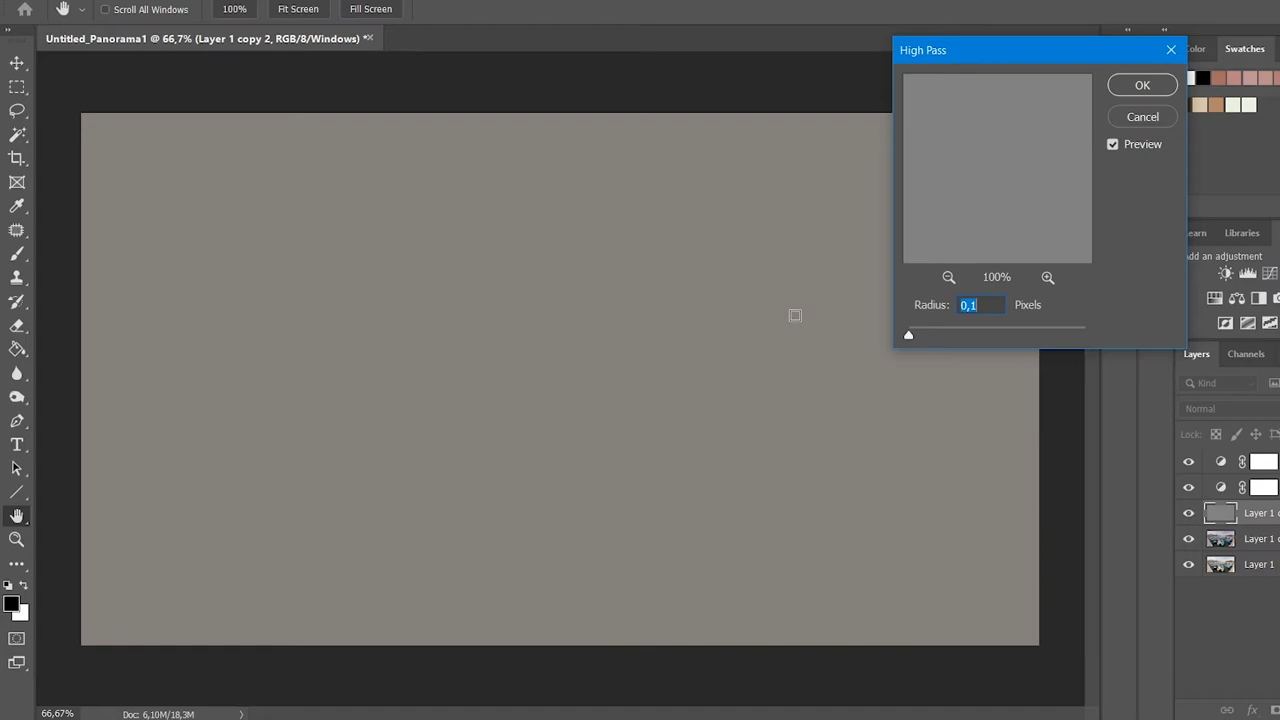 Scroll All Windows 100% Fit Screen Fill Screen
Untitled_Panorama1 @ 66,7% (Layer 1 copy 2, RGB/8/Windows) *
High Pass
OK
Cancel
Preview
100%
Radius: 0,1 Pixels
Color Swatches
Learn Libraries
Add an adjustment
Layers Channels
Kind
Normal
Lock:
Layer 1 c
Layer 1 c
Layer 1
fx
66,67% Doc: 6,10M/18,3M